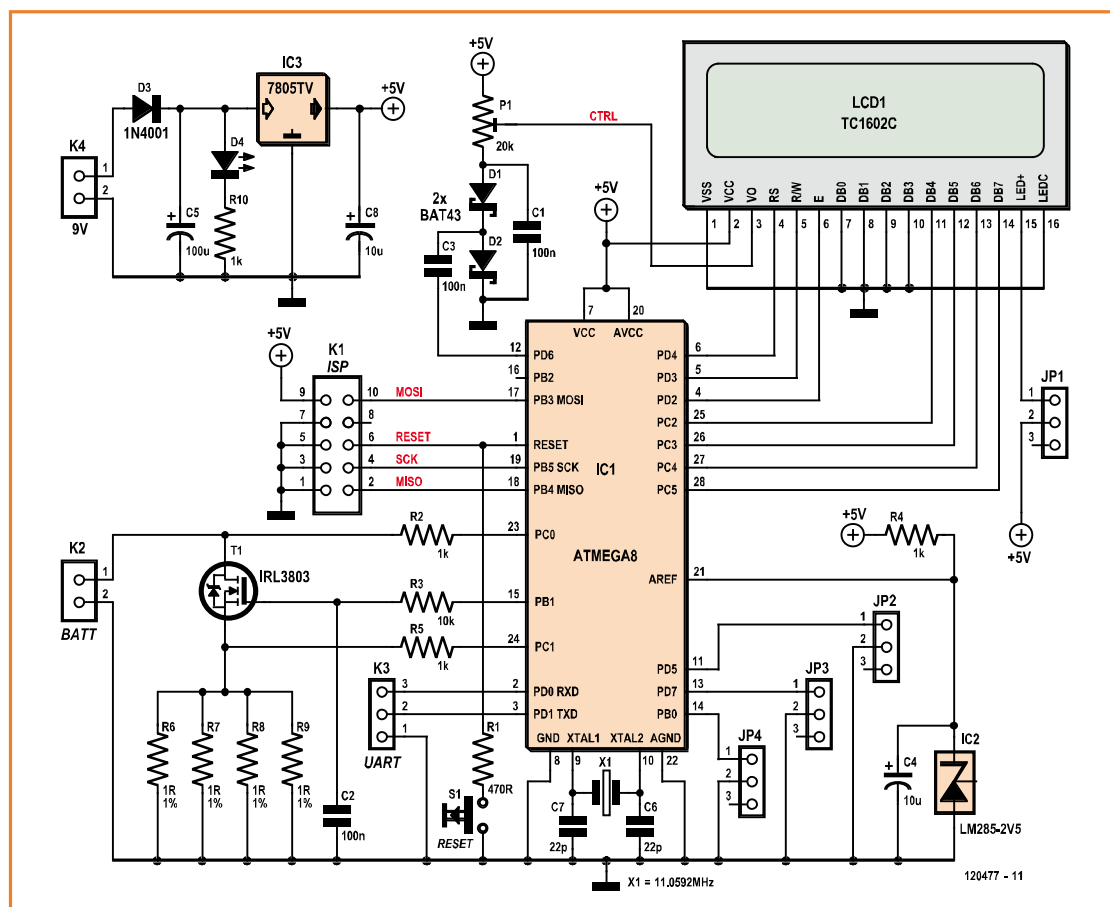 +5V
IC3
7805TV
D3
1N4001
+5V
K4
1
2
9V
D4
R10
1k
C5
100u
C8
10u
P1
20k
CTRL
D1
2x
BAT43
D2
C1
100n
C3
100n
+5V
LCD1
TC1602C
VSS VCC VO RS R/W E DB0 DB1 DB2 DB3 DB4 DB5 DB6 DB7 LED+ LEDC
1 2 3 4 5 6 7 8 9 10 11 12 13 14 15 16
+5V
K1
ISP
9 10 MOSI
7 8
5 6 RESET
3 4 SCK
1 2 MISO
7 20
VCC AVCC
12 PD6
16 PB2
17 PB3 MOSI
1 RESET
19 PB5 SCK
18 PB4 MISO
23 PC0
15 PB1
24 PC1
2 PD0 RXD
3 PD1 TXD
IC1
ATMEGA8
PD4 6
PD3 5
PD2 4
PC2 25
PC3 26
PC4 27
PC5 28
AREF 21
PD5 11
PD7 13
PB0 14
GND XTAL1 XTAL2 AGND
8 9 10 22
JP1
1
2
3
+5V
+5V
R4
1k
K2
1
2
BATT
T1
IRL3803
R2
1k
R3
10k
R5
1k
K3
3
2
1
UART
R6
1R
1%
R7
1R
1%
R8
1R
1%
R9
1R
1%
C2
100n
R1
470R
S1
RESET
X1
C7
22p
C6
22p
X1 = 11.0592MHz
JP2
1
2
3
JP3
1
2
3
JP4
1
2
3
C4
10u
IC2
LM285-2V5
120477 - 11